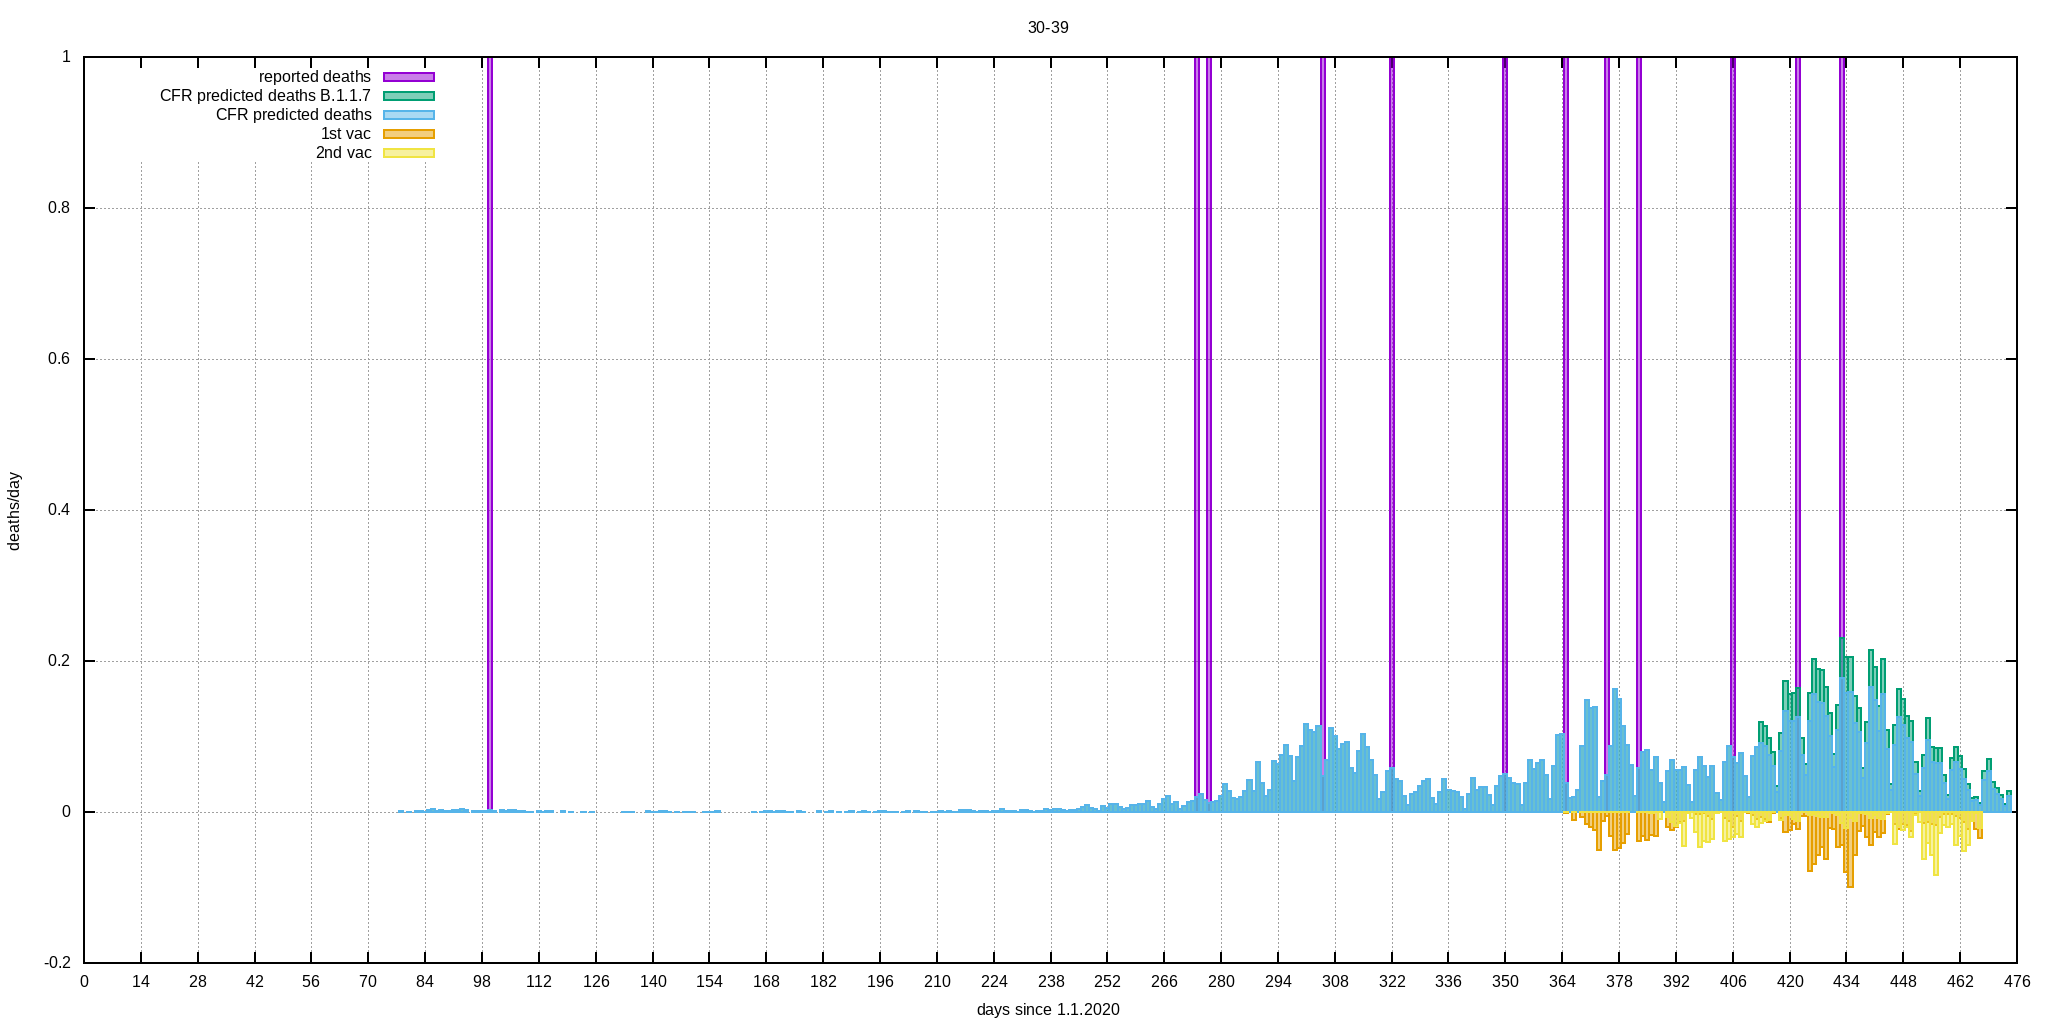 30-39
reported deaths
CFR predicted deaths B.1.1.7
CFR predicted deaths
1st vac
2nd vac
1
0.8
0.6
0.4
0.2
0
-0.2
deaths/day
0 14 28 42 56 70 84 98 112 126 140 154 168 182 196 210 224 238 252 266 280 294 308 322 336 350 364 378 392 406 420 434 448 462 476
days since 1.1.2020